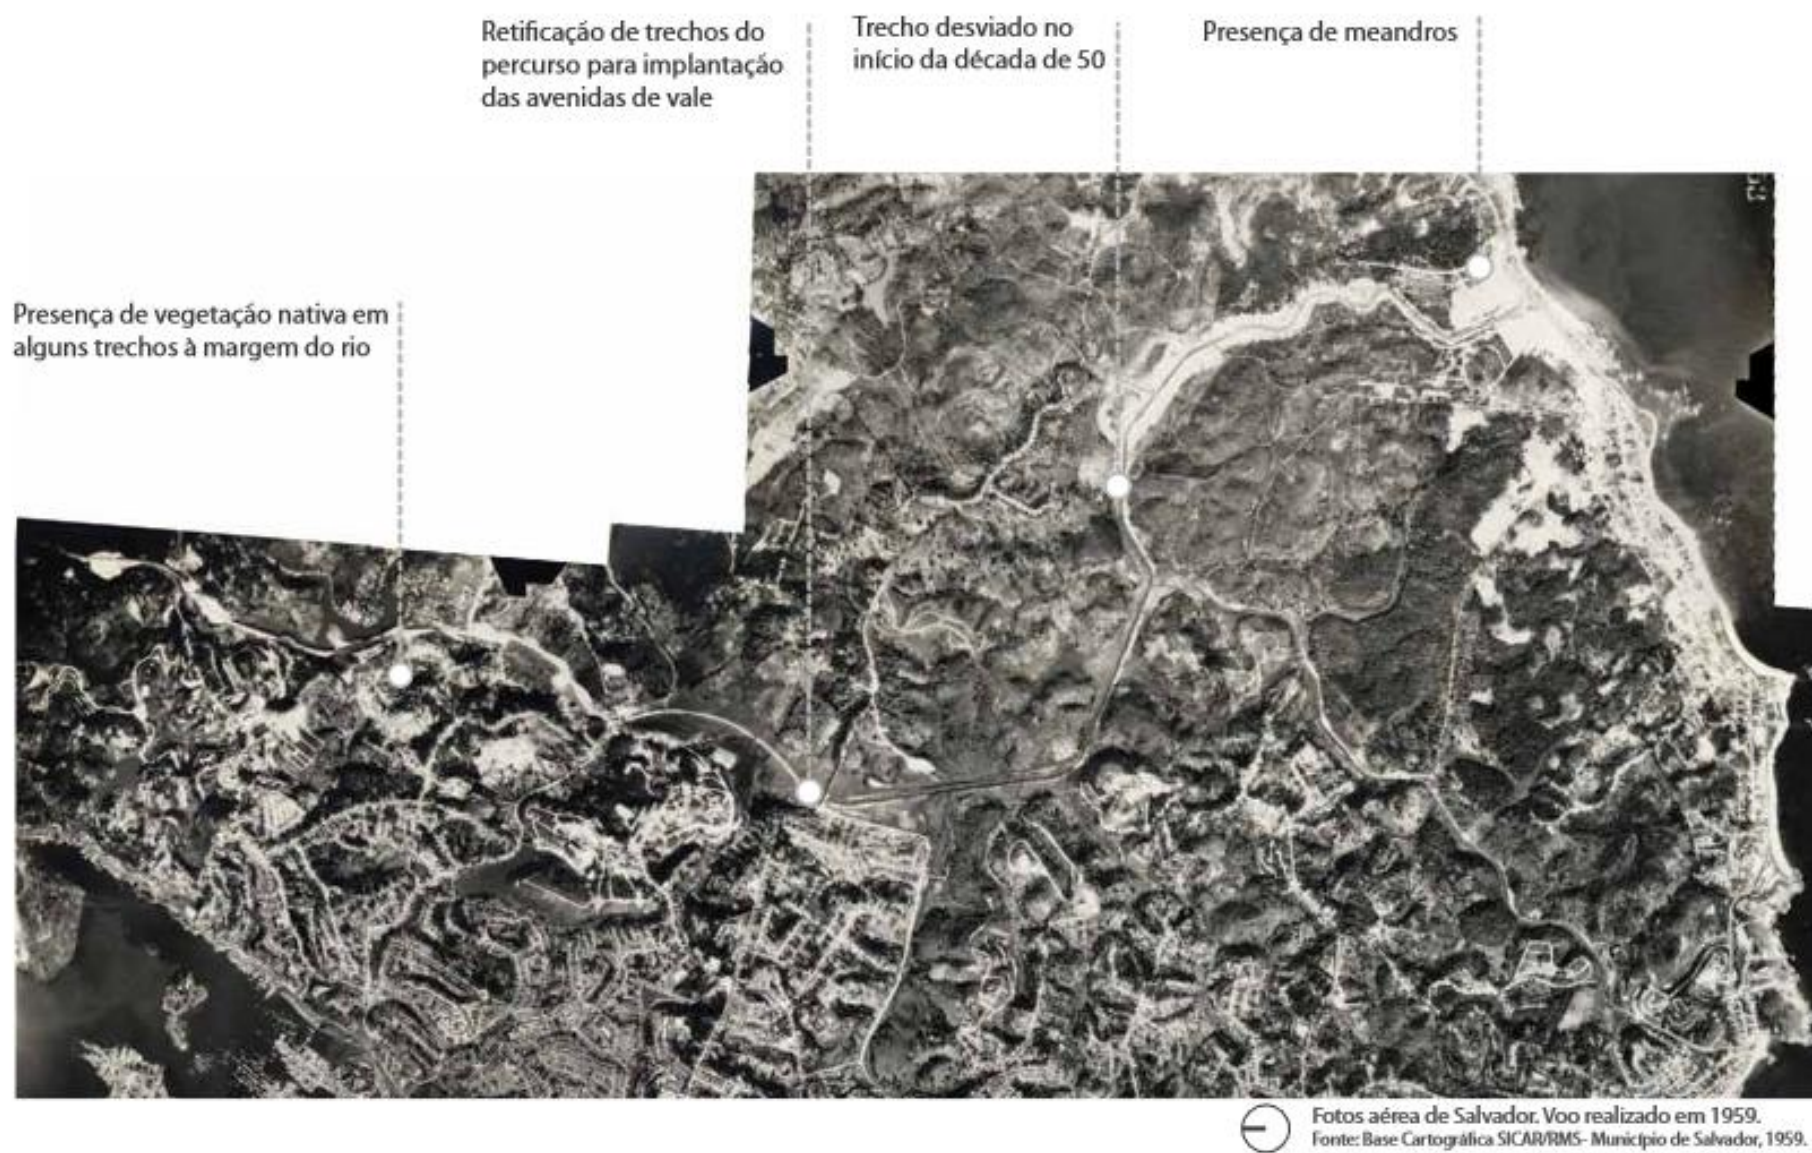 Retificação de trechos do
percurso para implantação
das avenidas de vale
Trecho desviado no
início da década de 50
Presença de meandros
Presença de vegetação nativa em
alguns trechos à margem do rio
Fotos aérea de Salvador. Voo realizado em 1959.
Fonte: Base Cartográfica SICAR/RMS- Município de Salvador, 1959.